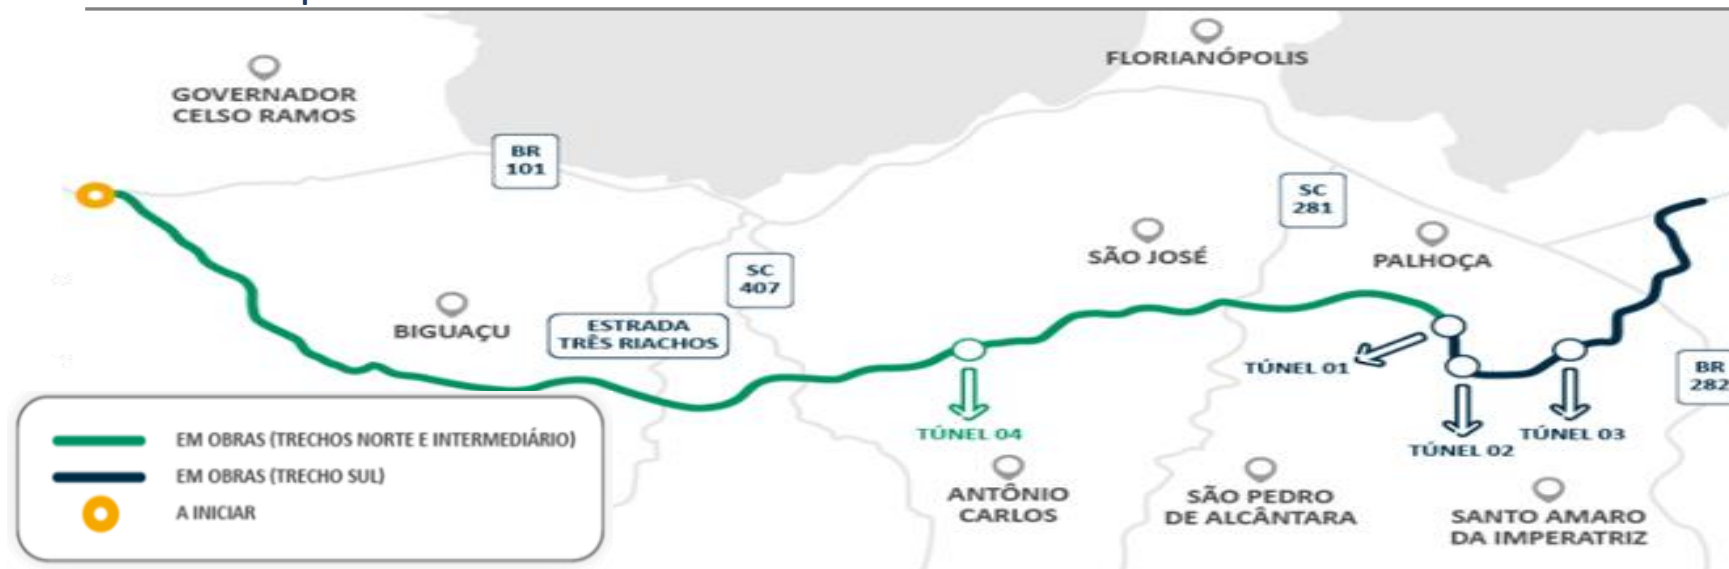 FLORIANÓPOLIS
GOVERNADOR
CELSO RAMOS
BR
101
SC
281
SÃO JOSÉ
PALHOÇA
SC
407
BIGUAÇU
ESTRADA
TRÊS RIACHOS
TÚNEL 01
BR
282
TÚNEL 04
TÚNEL 02
TÚNEL 03
ANTÔNIO
CARLOS
SÃO PEDRO
DE ALCÂNTARA
SANTO AMARO
DA IMPERATRIZ
EM OBRAS (TRECHOS NORTE E INTERMEDIÁRIO)
EM OBRAS (TRECHO SUL)
A INICIAR